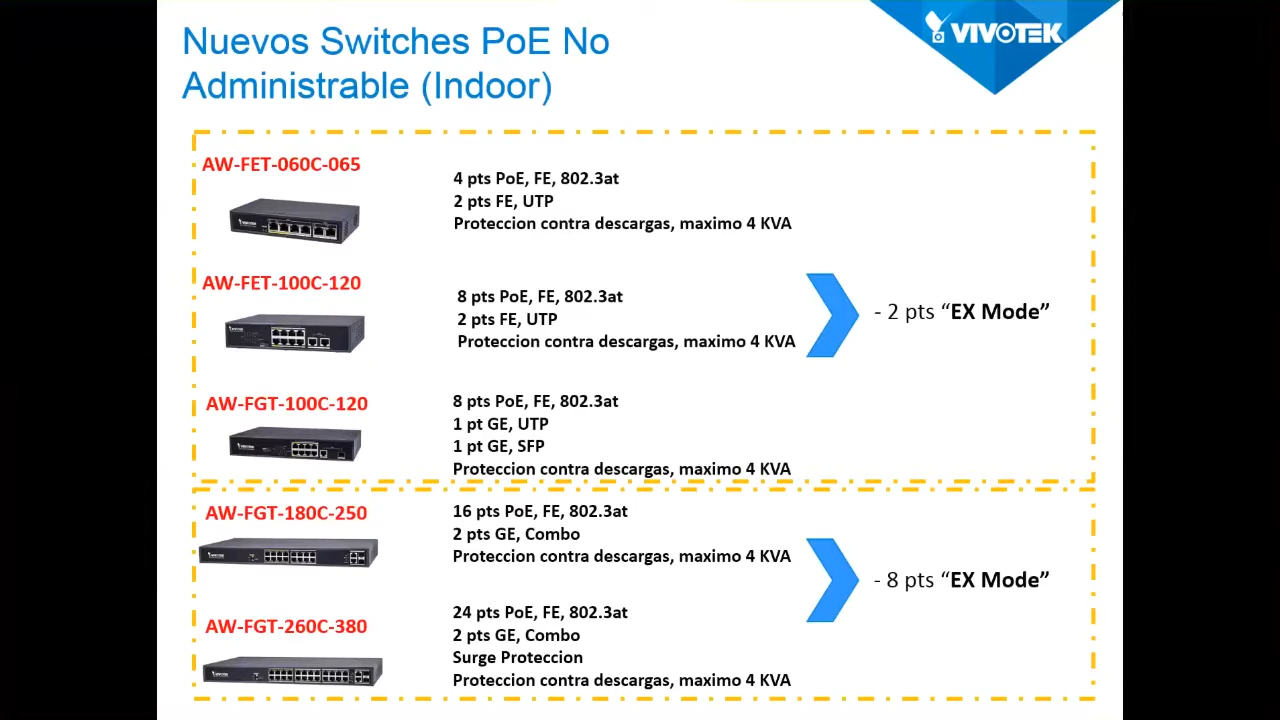 Nuevos Switches PoE No
Administrable (Indoor)
VIVOTEK
AW-FET-060C-065
4 pts PoE, FE, 802.3at
2 pts FE, UTP
Proteccion contra descargas, maximo 4 KVA
AW-FET-100C-120
8 pts PoE, FE, 802.3at
2 pts FE, UTP
Proteccion contra descargas, maximo 4 KVA
- 2 pts “EX Mode”
AW-FGT-100C-120
8 pts PoE, FE, 802.3at
1 pt GE, UTP
1 pt GE, SFP
Proteccion contra descargas, maximo 4 KVA
AW-FGT-180C-250
16 pts PoE, FE, 802.3at
2 pts GE, Combo
Proteccion contra descargas, maximo 4 KVA
- 8 pts “EX Mode”
AW-FGT-260C-380
24 pts PoE, FE, 802.3at
2 pts GE, Combo
Surge Proteccion
Proteccion contra descargas, maximo 4 KVA